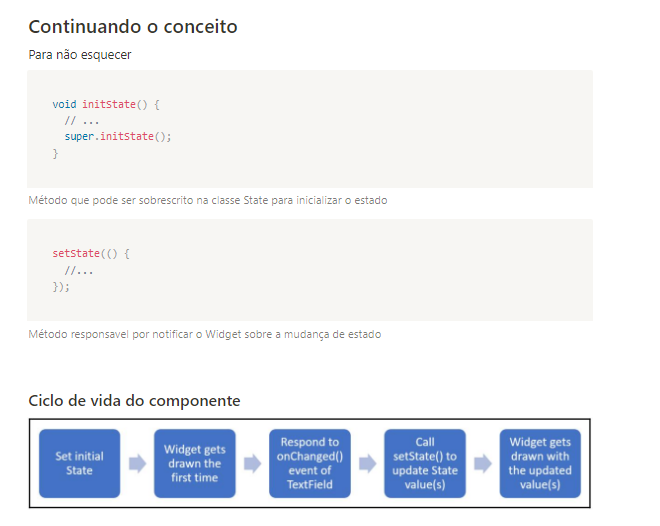 Continuando o conceito
Para não esquecer
void initState() {
// ...
super.initState();
}
Método que pode ser sobrescrito na classe State para inicializar o estado
setState(() {
//...
});
Método responsavel por notificar o Widget sobre a mudança de estado
Ciclo de vida do componente
Set initial
State
Widget gets
drawn the
first time
Respond to
onChanged()
event of
TextField
Call
setState() to
update State
value(s)
Widget gets
drawn with
the updated
value(s)